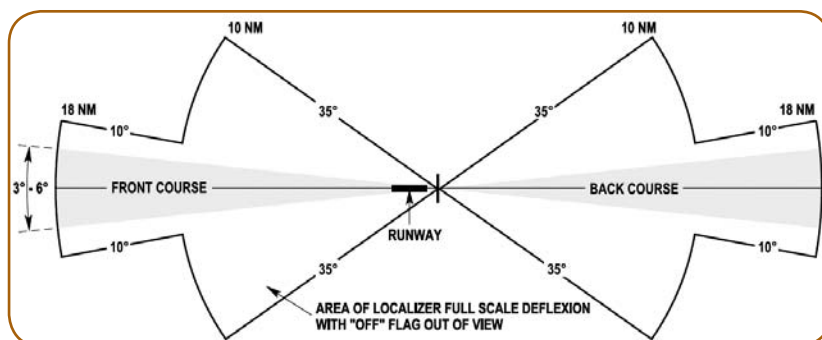 10 NM
10 NM
18 NM
35°
35°
18 NM
10°
10°
3° - 6°
FRONT COURSE
BACK COURSE
RUNWAY
10°
10°
35°
35°
AREA OF LOCALIZER FULL SCALE DEFLEXION
WITH "OFF" FLAG OUT OF VIEW